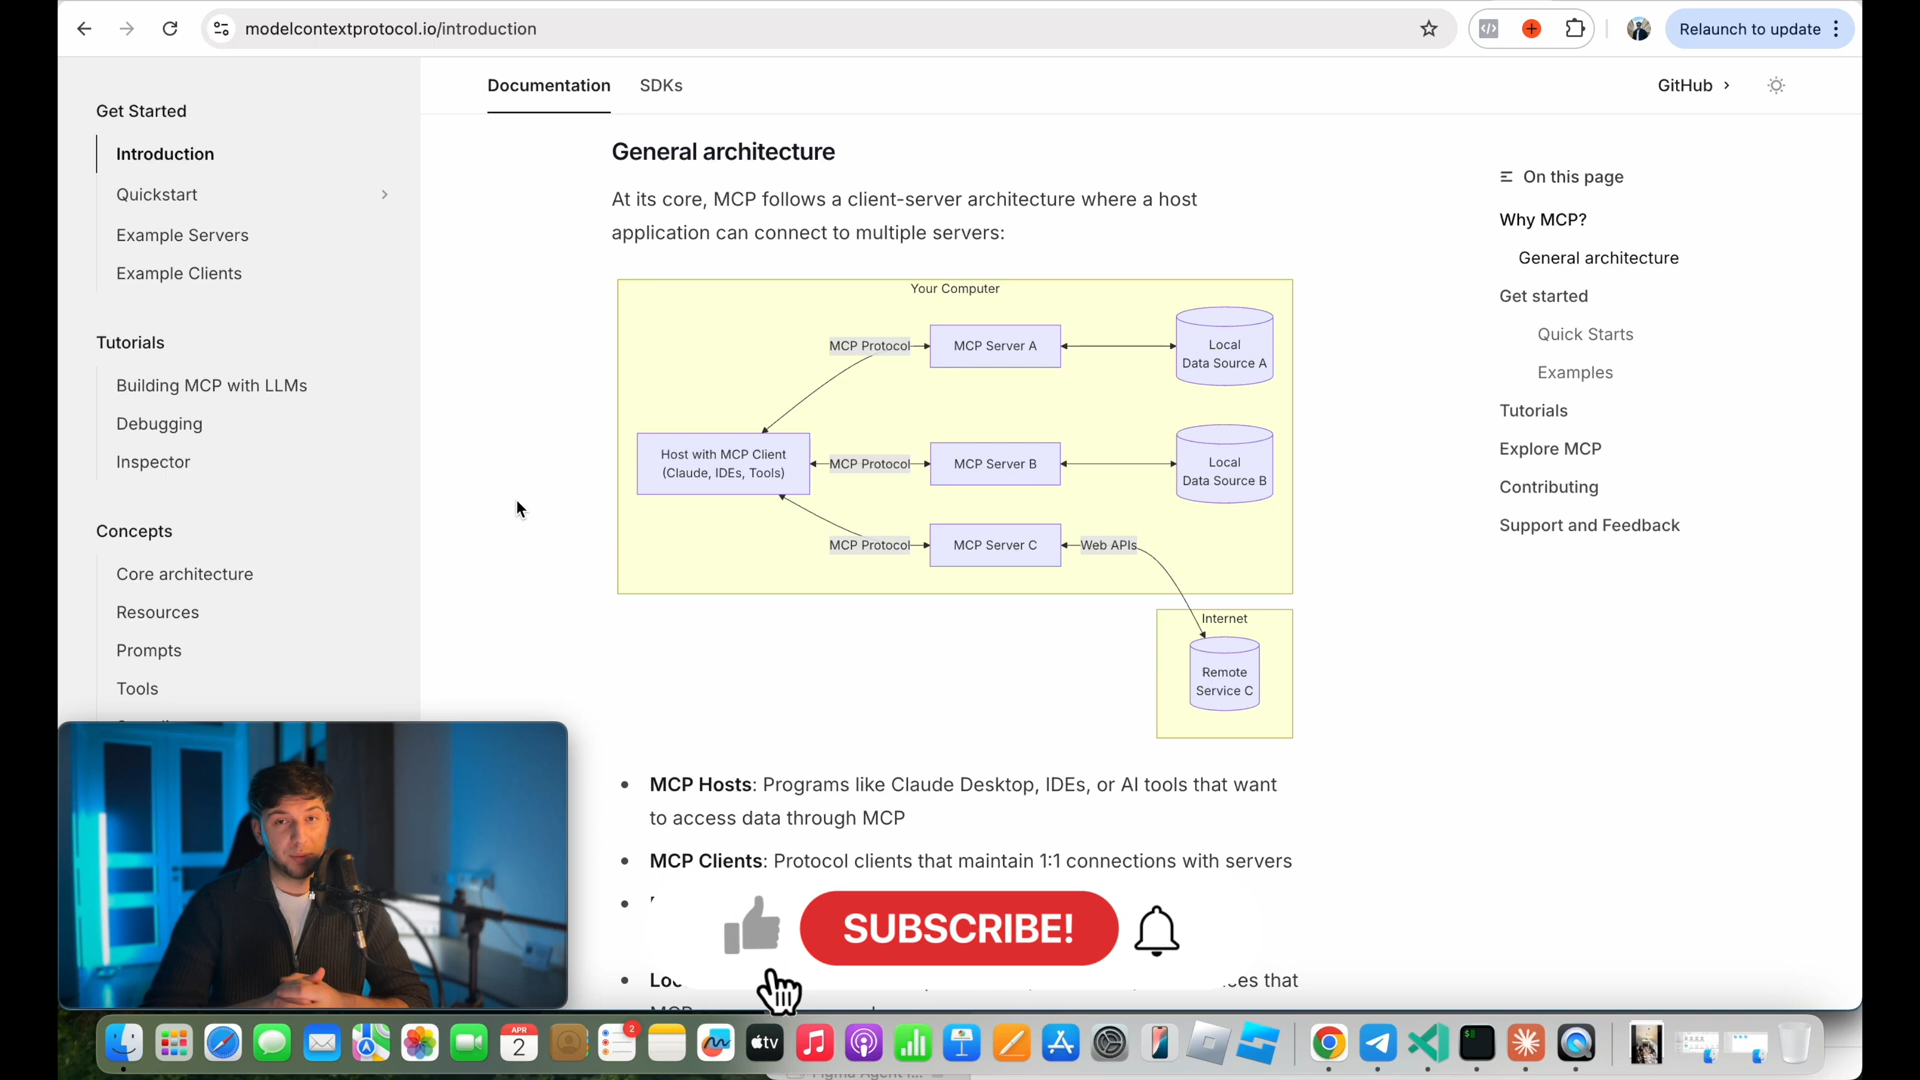 modelcontextprotocol.io/introduction
Relaunch to update
Documentation
SDKs
GitHub
Get Started
Introduction
Quickstart
Example Servers
Example Clients
Tutorials
Building MCP with LLMs
Debugging
Inspector
Concepts
Core architecture
Resources
Prompts
Tools
General architecture
At its core, MCP follows a client-server architecture where a host
application can connect to multiple servers:
Your Computer
MCP Protocol
MCP Server A
Local
Data Source A
Host with MCP Client
(Claude, IDEs, Tools)
MCP Protocol
MCP Server B
Local
Data Source B
MCP Protocol
MCP Server C
Web APIs
Internet
Remote
Service C
• MCP Hosts: Programs like Claude Desktop, IDEs, or AI tools that want
to access data through MCP
• MCP Clients: Protocol clients that maintain 1:1 connections with servers
SUBSCRIBE!
that
On this page
Why MCP?
General architecture
Get started
Quick Starts
Examples
Tutorials
Explore MCP
Contributing
Support and Feedback
APR
2
2
tv